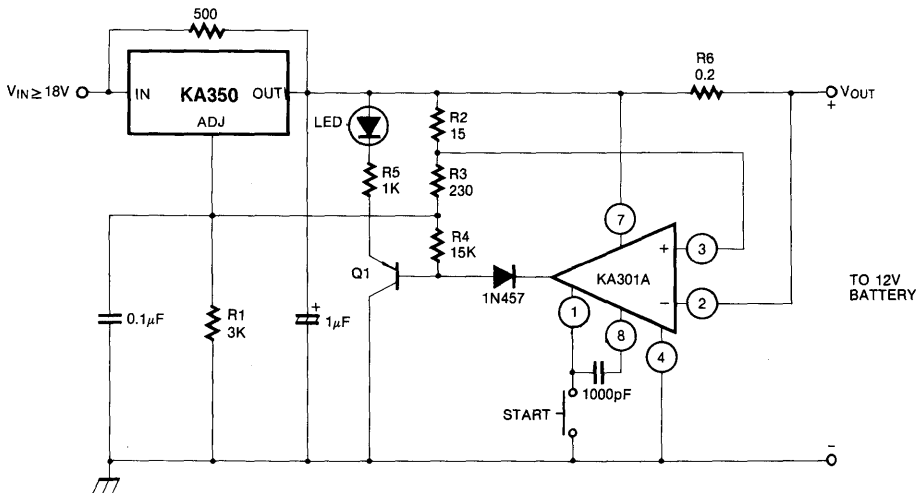 500
R6
0.2
V_IN ≥ 18V
IN
KA350
OUT
ADJ
V_OUT
+
LED
R2
15
R5
1K
R3
230
7
R4
15K
+
3
Q1
KA301A
TO 12V
BATTERY
1N457
−
2
0.1μF
R1
3K
+
1μF
1
8
4
1000pF
START
−